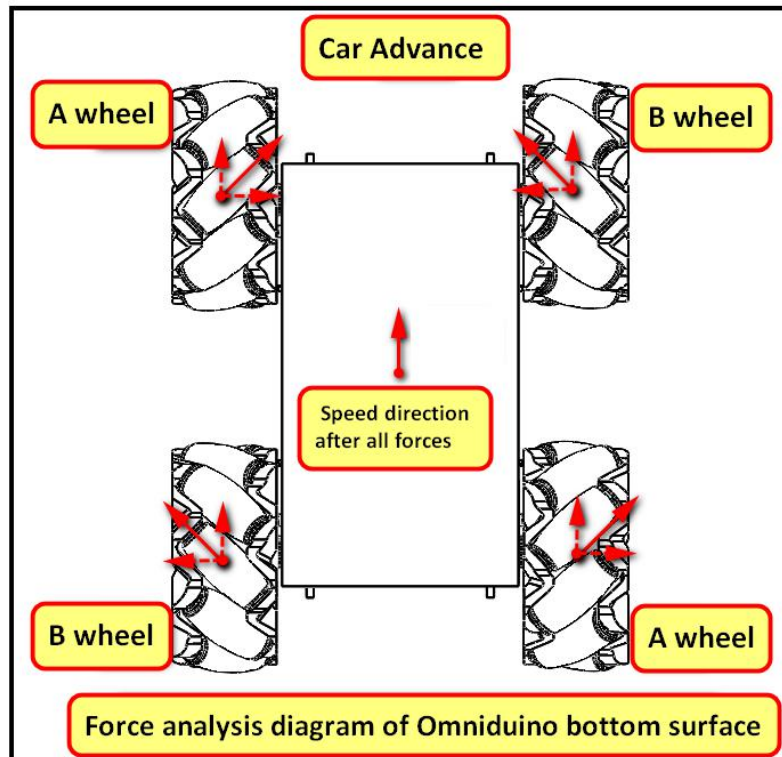 Car Advance
A wheel
B wheel
Speed direction
after all forces
B wheel
A wheel
Force analysis diagram of Omniduino bottom surface